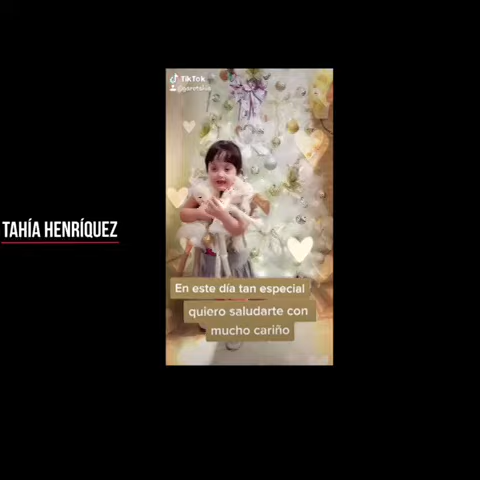 TikTok
TAHÍA HENRÍQUEZ
En este día tan especial
quiero saludarte con
mucho cariño